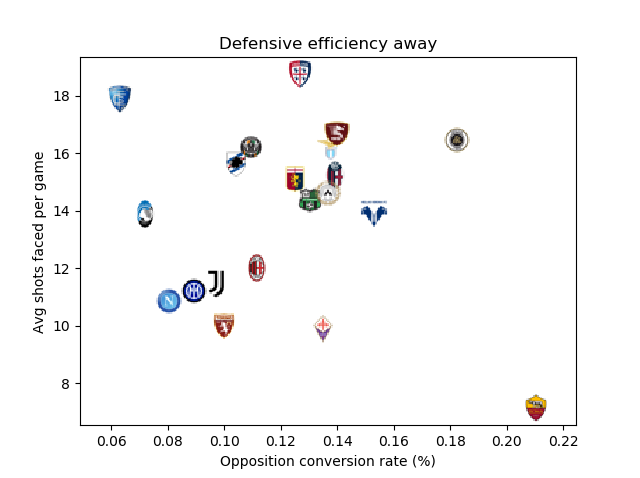 Defensive efficiency away
Avg shots faced per game
18
16
14
12
10
8
0.06 0.08 0.10 0.12 0.14 0.16 0.18 0.20 0.22
Opposition conversion rate (%)